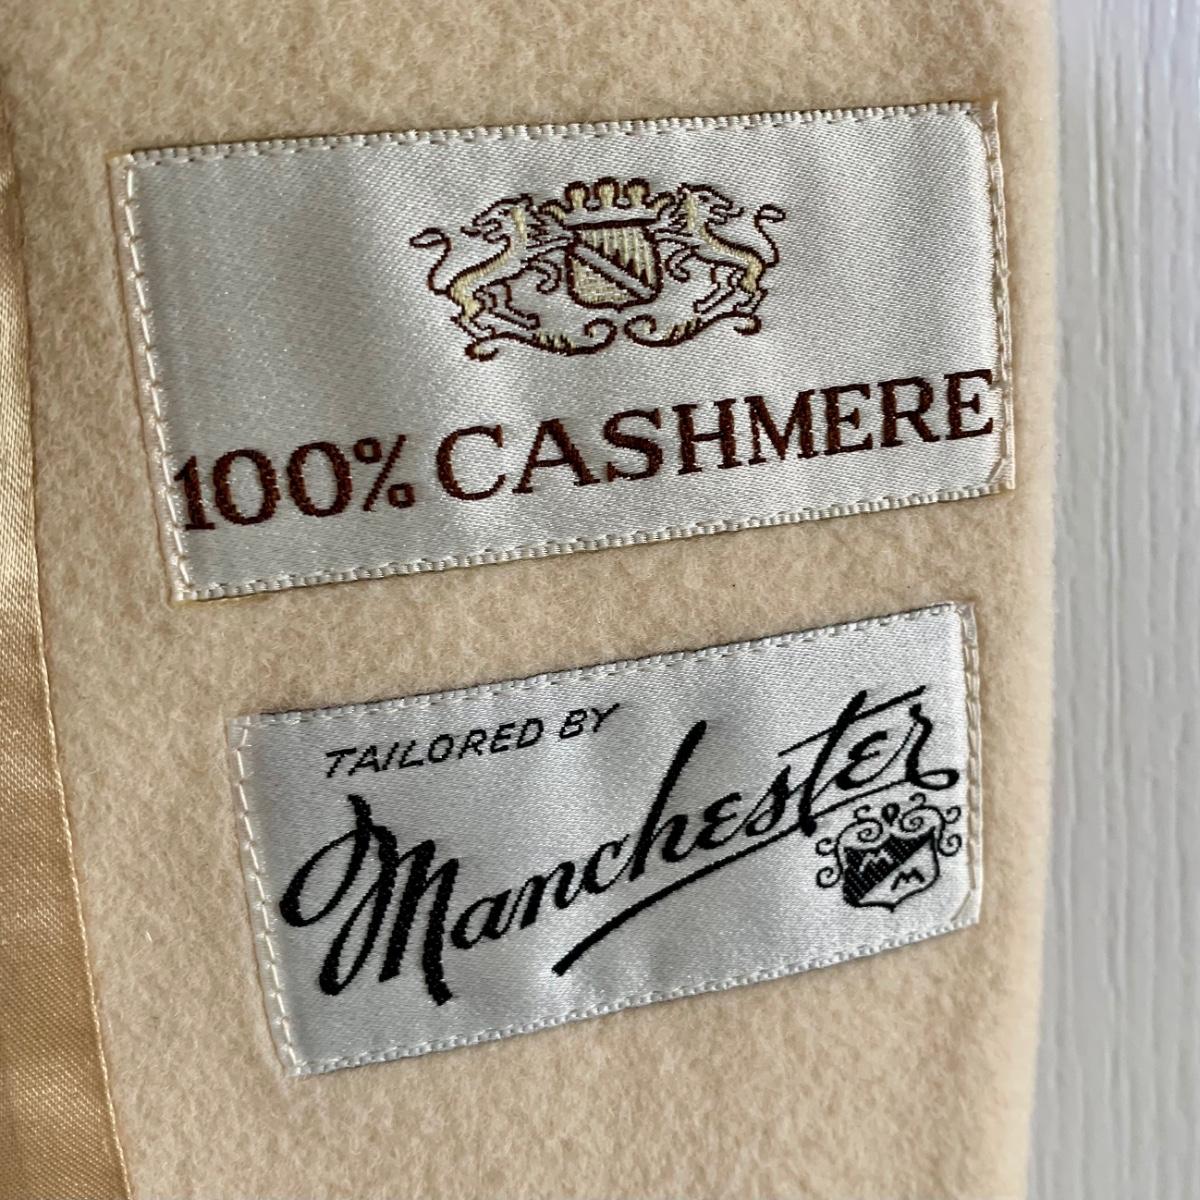 100% CASHMERE
TAILORED BY
Manchester
M